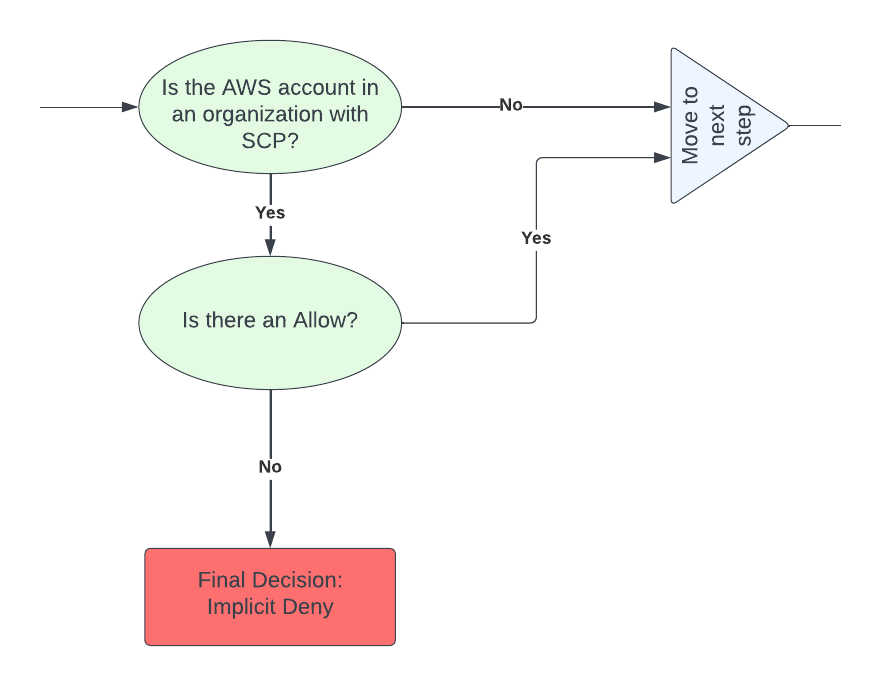 Is the AWS account in
an organization with
SCP?
No
Move to
next
step
Yes
Yes
Is there an Allow?
No
Final Decision:
Implicit Deny